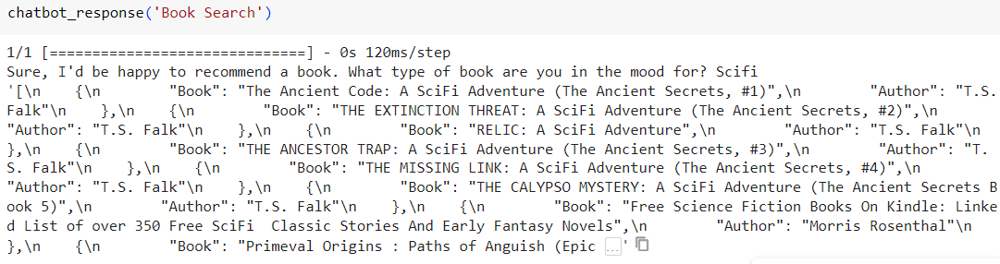 chatbot_response('Book Search')
1/1 [==============================] - 0s 120ms/step
Sure, I'd be happy to recommend a book. What type of book are you in the mood for? Scifi
'[\n    {\n        "Book": "The Ancient Code: A SciFi Adventure (The Ancient Secrets, #1)",\n        "Author": "T.S.
Falk"\n    },\n    {\n        "Book": "THE EXTINCTION THREAT: A SciFi Adventure (The Ancient Secrets, #2)",\n
"Author": "T.S. Falk"\n    },\n    {\n        "Book": "RELIC: A SciFi Adventure",\n        "Author": "T.S. Falk"\n
},\n    {\n        "Book": "THE ANCESTOR TRAP: A SciFi Adventure (The Ancient Secrets, #3)",\n        "Author": "T.
S. Falk"\n    },\n    {\n        "Book": "THE MISSING LINK: A SciFi Adventure (The Ancient Secrets, #4)",\n
"Author": "T.S. Falk"\n    },\n    {\n        "Book": "THE CALYPSO MYSTERY: A SciFi Adventure (The Ancient Secrets B
ook 5)",\n        "Author": "T.S. Falk"\n    },\n    {\n        "Book": "Free Science Fiction Books On Kindle: Linke
d List of over 350 Free SciFi  Classic Stories And Early Fantasy Novels",\n        "Author": "Morris Rosenthal"\n
},\n    {\n        "Book": "Primeval Origins : Paths of Anguish (Epic ...'